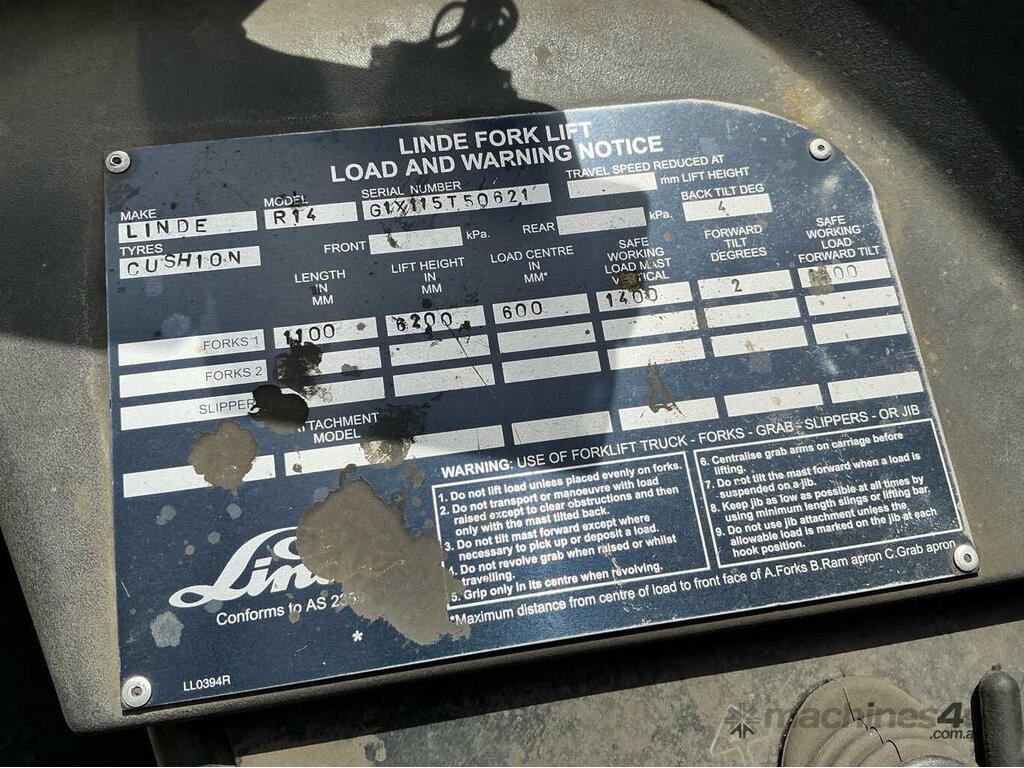 LINDE FORK LIFT
LOAD AND WARNING NOTICE
MAKE LINDE
MODEL R14
SERIAL NUMBER G1X115T50621
TRAVEL SPEED REDUCED AT
mm LIFT HEIGHT
TYRES CUSH1ON
FRONT kPa.
REAR kPa.
BACK TILT DEG
4
LENGTH IN MM
LIFT HEIGHT IN MM
LOAD CENTRE IN MM*
SAFE WORKING LOAD MAST
FORWARD TILT DEGREES
SAFE WORKING LOAD FORWARD TILT
FORKS 1 1100 6200 600 1400 2
FORKS 2
SLIPPER
ATTACHMENT MODEL
WARNING: USE OF FORKLIFT TRUCK - FORKS - GRAB - SLIPPERS - OR JIB
1. Do not lift load unless placed evenly on forks.
2. Do not transport or manoeuvre with load
raised except to clear obstructions and then
only with the mast tilted back.
3. Do not tilt mast forward except where
necessary to pick up or deposit a load.
4. Do not revolve grab when raised or whilst
travelling.
5. Grip only in its centre when revolving.
6. Centralise grab arms on carriage before
lifting.
7. Do not tilt the mast forward when a load is
suspended on a jib.
8. Keep jib as low as possible at all times by
using minimum length slings or lifting bar.
9. Do not use jib attachment unless the
allowable load is marked on the jib at each
hook position.
*Maximum distance from centre of load to front face of A.Forks B.Ram apron C.Grab apron
Conforms to AS
*
LL0394R
machines4u
.com.au